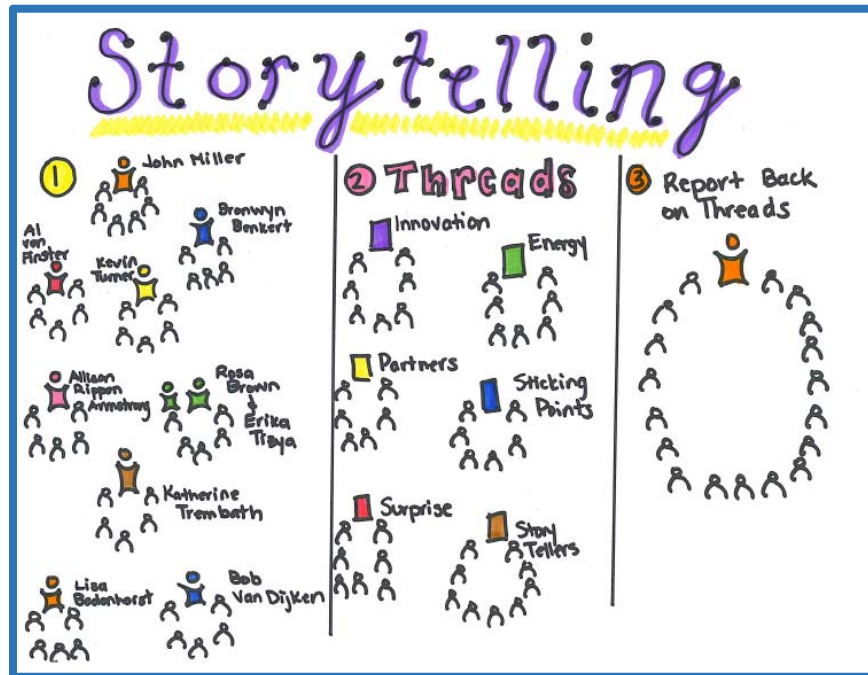 Storytelling
1
John Miller
Bronwyn
Benkert
Al
von
Finster
Kevin
Turner
Allison
Rippon
Armstrong
Rosa
Brown
+
Erika
Tizya
Katherine
Trembath
Lisa
Badenhorst
Bob
Van Dijken
2 Threads
Innovation
Energy
Partners
Sticking
Points
Surprise
Story
Tellers
3 Report Back
on Threads